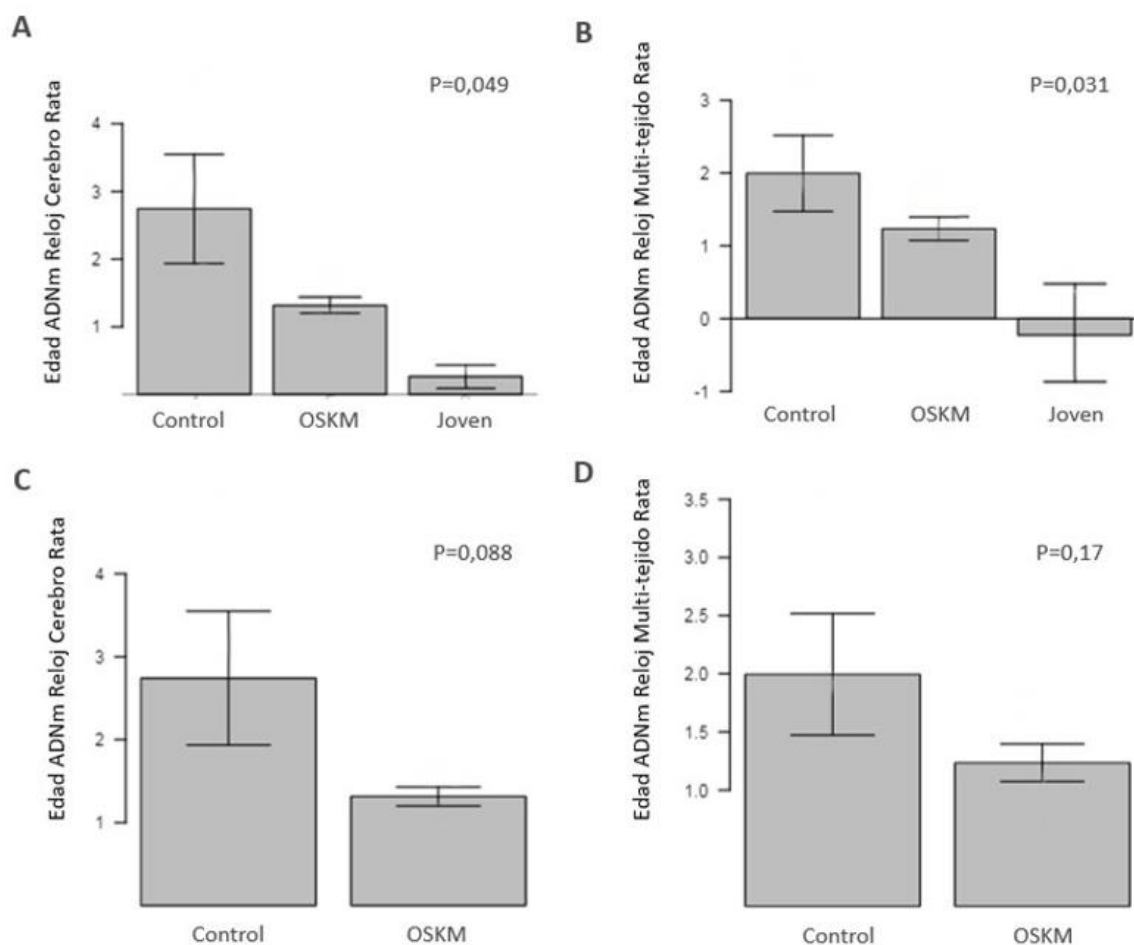 A
Edad ADNm Reloj Cerebro Rata
P=0,049
4
3
2
1
Control
OSKM
Joven
B
Edad ADNm Reloj Multi-tejido Rata
P=0,031
3
2
1
0
-1
Control
OSKM
Joven
C
Edad ADNm Reloj Cerebro Rata
P=0,088
4
3
2
1
Control
OSKM
D
Edad ADNm Reloj Multi-tejido Rata
P=0,17
3.5
3.0
2.5
2.0
1.5
1.0
Control
OSKM